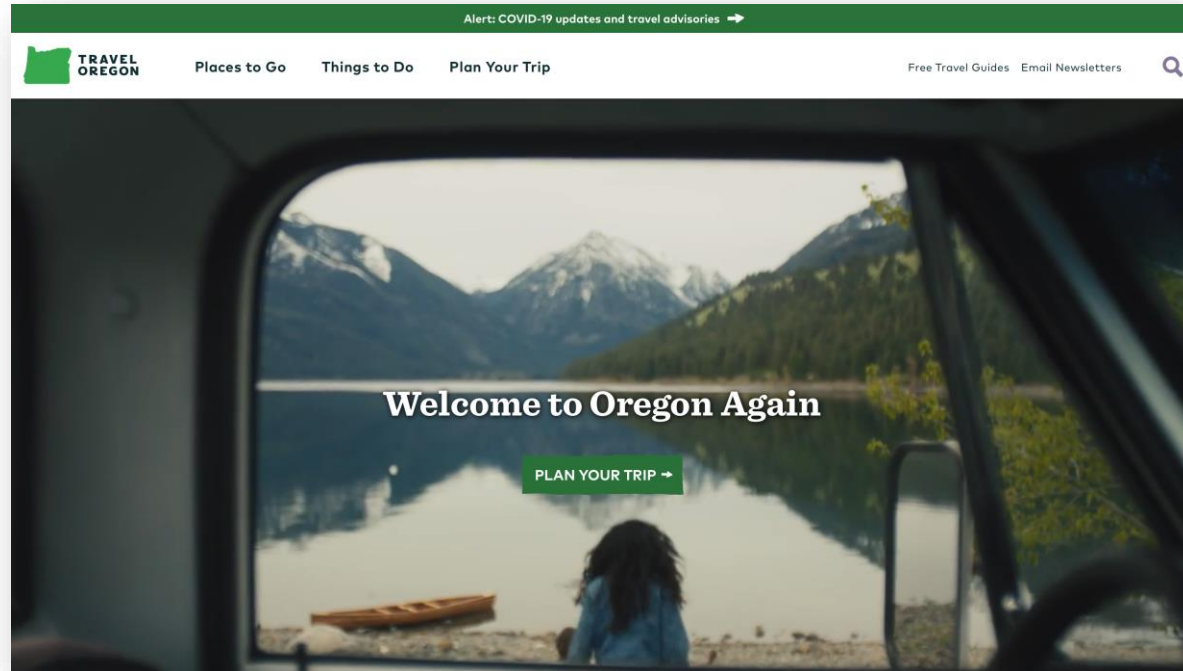 Alert: COVID-19 updates and travel advisories
TRAVEL
OREGON
Places to Go
Things to Do
Plan Your Trip
Free Travel Guides
Email Newsletters
Welcome to Oregon Again
PLAN YOUR TRIP